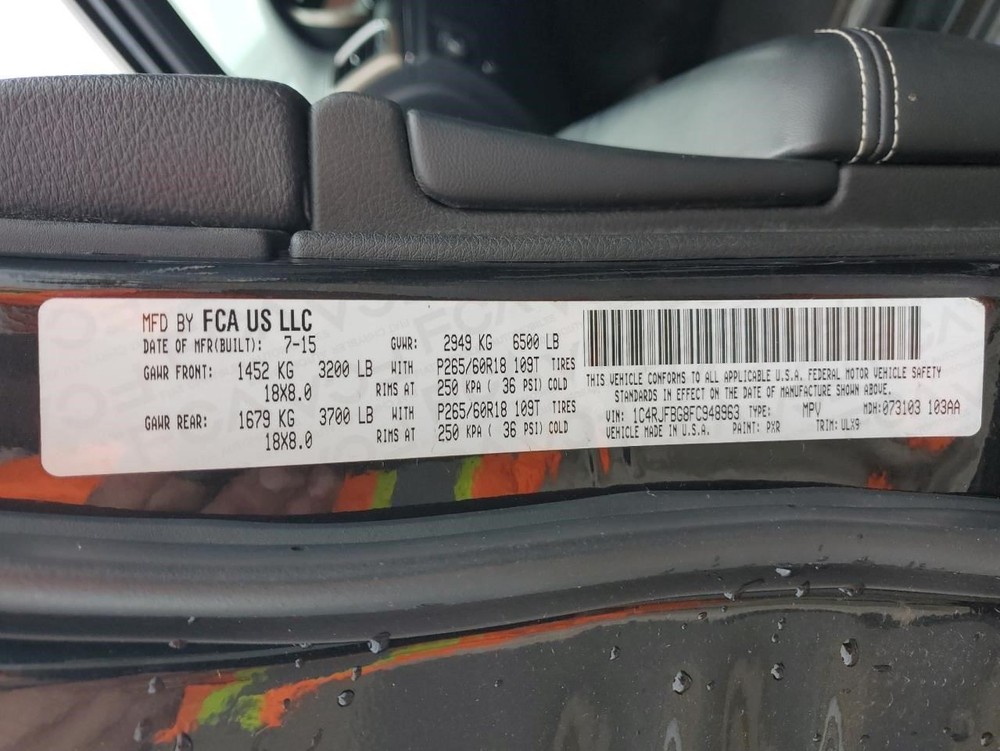 MFD BY FCA US LLC
DATE OF MFR(BUILT): 7-15 GVWR: 2949 KG 6500 LB
GAWR FRONT: 1452 KG 3200 LB WITH P265/60R18 109T TIRES
18X8.0 RIMS AT 250 KPA ( 36 PSI) COLD
GAWR REAR: 1679 KG 3700 LB WITH P265/60R18 109T TIRES
18X8.0 RIMS AT 250 KPA ( 36 PSI) COLD
THIS VEHICLE CONFORMS TO ALL APPLICABLE U.S.A. FEDERAL MOTOR VEHICLE SAFETY
STANDARDS IN EFFECT ON THE DATE OF MANUFACTURE SHOWN ABOVE.
VIN: 1C4RJFBG8FC948963 TYPE: MPV MDH:073103 103AA
VEHICLE MADE IN U.S.A. PAINT: PXR TRIM: ULX9